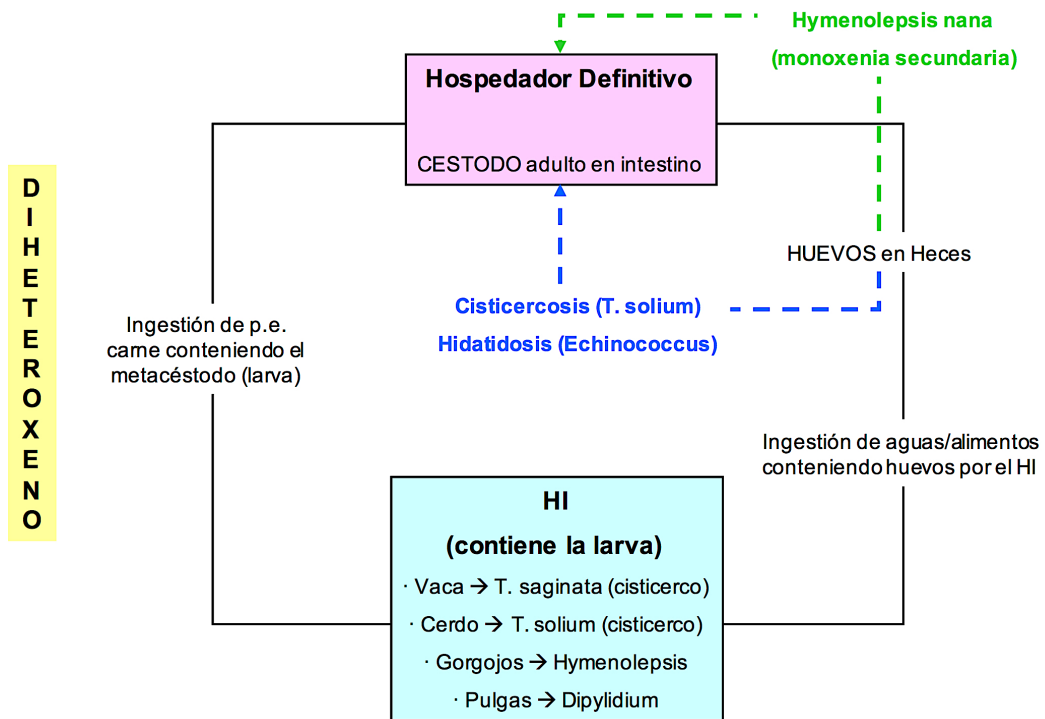 Hymenolepsis nana
(monoxenia secundaria)
Hospedador Definitivo
CESTODO adulto en intestino
DIHETEROXENO
HUEVOS en Heces
Cisticercosis (T. solium)
Hidatidosis (Echinococcus)
Ingestión de p.e.
carne conteniendo el
metacéstodo (larva)
Ingestión de aguas/alimentos
conteniendo huevos por el HI
HI
(contiene la larva)
· Vaca → T. saginata (cisticerco)
· Cerdo → T. solium (cisticerco)
· Gorgojos → Hymenolepsis
· Pulgas → Dipylidium